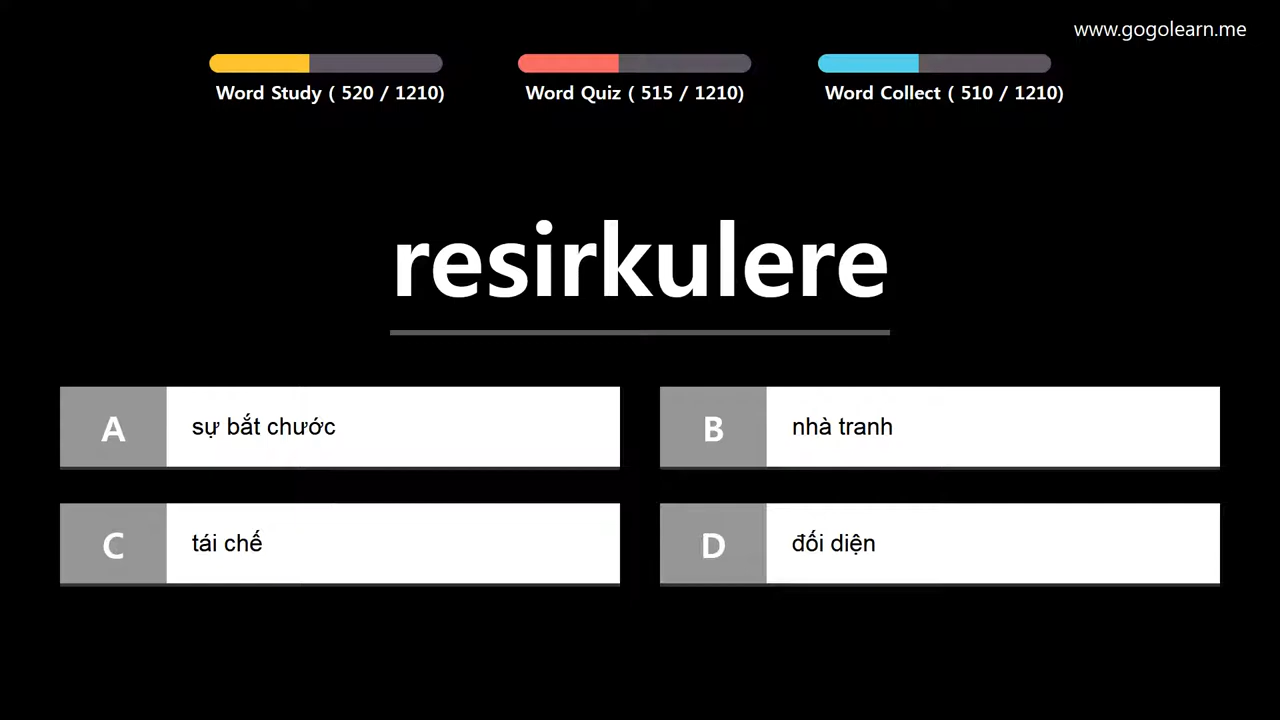 www.gogolearn.me
Word Study ( 520 / 1210)
Word Quiz ( 515 / 1210)
Word Collect ( 510 / 1210)
resirkulere
A
sự bắt chước
B
nhà tranh
C
tái chế
D
đối diện